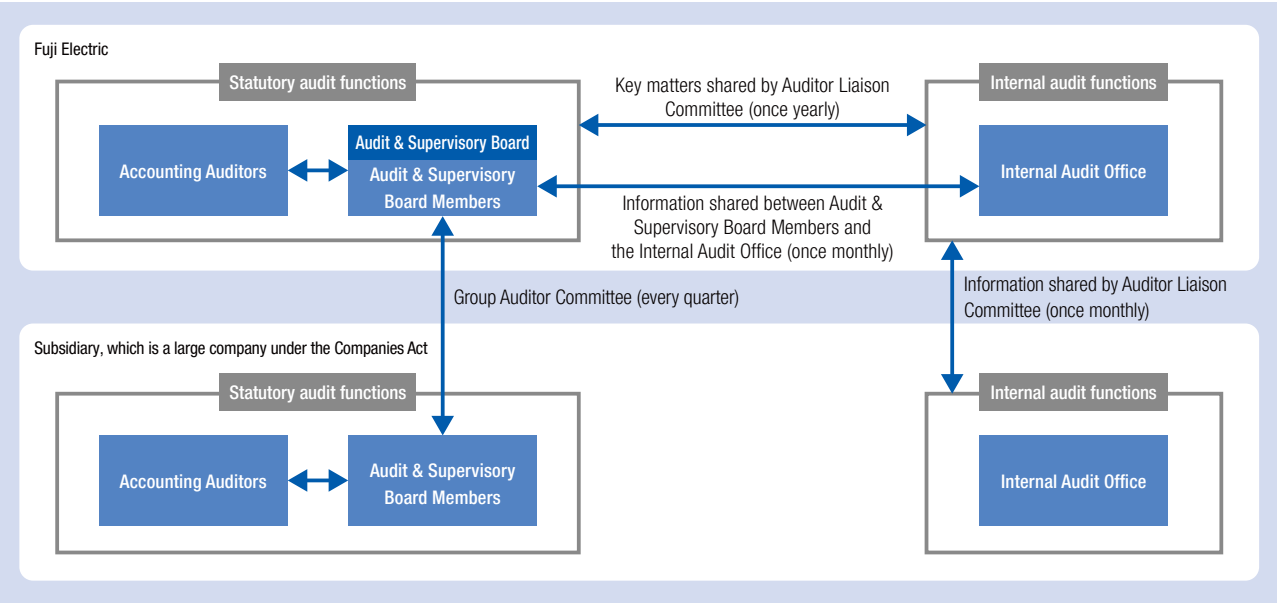 Fuji Electric
Statutory audit functions
Accounting Auditors
Audit & Supervisory Board
Audit & Supervisory
Board Members
Key matters shared by Auditor Liaison
Committee (once yearly)
Information shared between Audit &
Supervisory Board Members and
the Internal Audit Office (once monthly)
Internal audit functions
Internal Audit Office
Group Auditor Committee (every quarter)
Information shared by Auditor Liaison
Committee (once monthly)
Subsidiary, which is a large company under the Companies Act
Statutory audit functions
Accounting Auditors
Audit & Supervisory
Board Members
Internal audit functions
Internal Audit Office